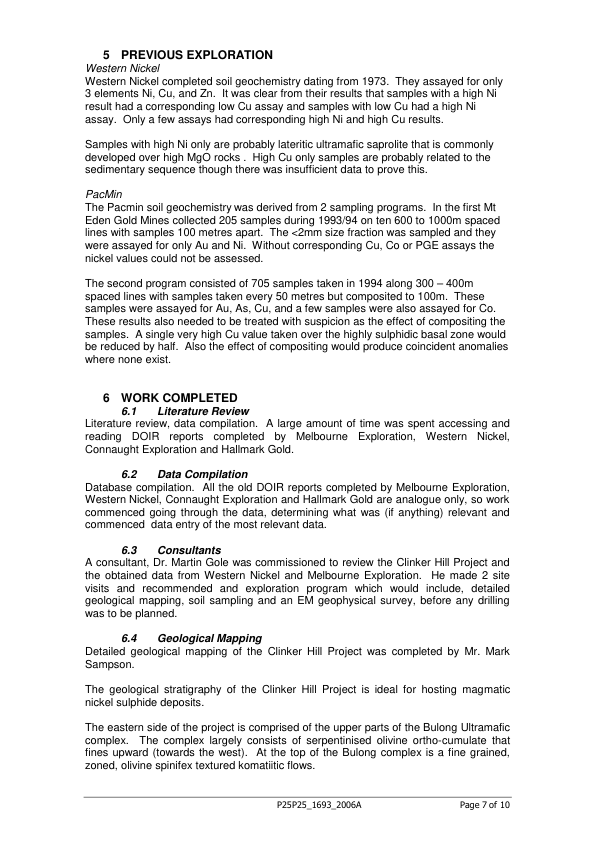 5 PREVIOUS EXPLORATION
Western Nickel
Western Nickel completed soil geochemistry dating from 1973. They assayed for only
3 elements Ni, Cu, and Zn. It was clear from their results that samples with a high Ni
result had a corresponding low Cu assay and samples with low Cu had a high Ni
assay. Only a few assays had corresponding high Ni and high Cu results.
Samples with high Ni only are probably lateritic ultramafic saprolite that is commonly
developed over high MgO rocks . High Cu only samples are probably related to the
sedimentary sequence though there was insufficient data to prove this.
PacMin
The Pacmin soil geochemistry was derived from 2 sampling programs. In the first Mt
Eden Gold Mines collected 205 samples during 1993/94 on ten 600 to 1000m spaced
lines with samples 100 metres apart. The <2mm size fraction was sampled and they
were assayed for only Au and Ni. Without corresponding Cu, Co or PGE assays the
nickel values could not be assessed.
The second program consisted of 705 samples taken in 1994 along 300 – 400m
spaced lines with samples taken every 50 metres but composited to 100m. These
samples were assayed for Au, As, Cu, and a few samples were also assayed for Co.
These results also needed to be treated with suspicion as the effect of compositing the
samples. A single very high Cu value taken over the highly sulphidic basal zone would
be reduced by half. Also the effect of compositing would produce coincident anomalies
where none exist.
6 WORK COMPLETED
6.1 Literature Review
Literature review, data compilation. A large amount of time was spent accessing and
reading DOIR reports completed by Melbourne Exploration, Western Nickel,
Connaught Exploration and Hallmark Gold.
6.2 Data Compilation
Database compilation. All the old DOIR reports completed by Melbourne Exploration,
Western Nickel, Connaught Exploration and Hallmark Gold are analogue only, so work
commenced going through the data, determining what was (if anything) relevant and
commenced data entry of the most relevant data.
6.3 Consultants
A consultant, Dr. Martin Gole was commissioned to review the Clinker Hill Project and
the obtained data from Western Nickel and Melbourne Exploration. He made 2 site
visits and recommended and exploration program which would include, detailed
geological mapping, soil sampling and an EM geophysical survey, before any drilling
was to be planned.
6.4 Geological Mapping
Detailed geological mapping of the Clinker Hill Project was completed by Mr. Mark
Sampson.
The geological stratigraphy of the Clinker Hill Project is ideal for hosting magmatic
nickel sulphide deposits.
The eastern side of the project is comprised of the upper parts of the Bulong Ultramafic
complex. The complex largely consists of serpentinised olivine ortho-cumulate that
fines upward (towards the west). At the top of the Bulong complex is a fine grained,
zoned, olivine spinifex textured komatiitic flows.
P25P25_1693_2006A Page 7 of 10